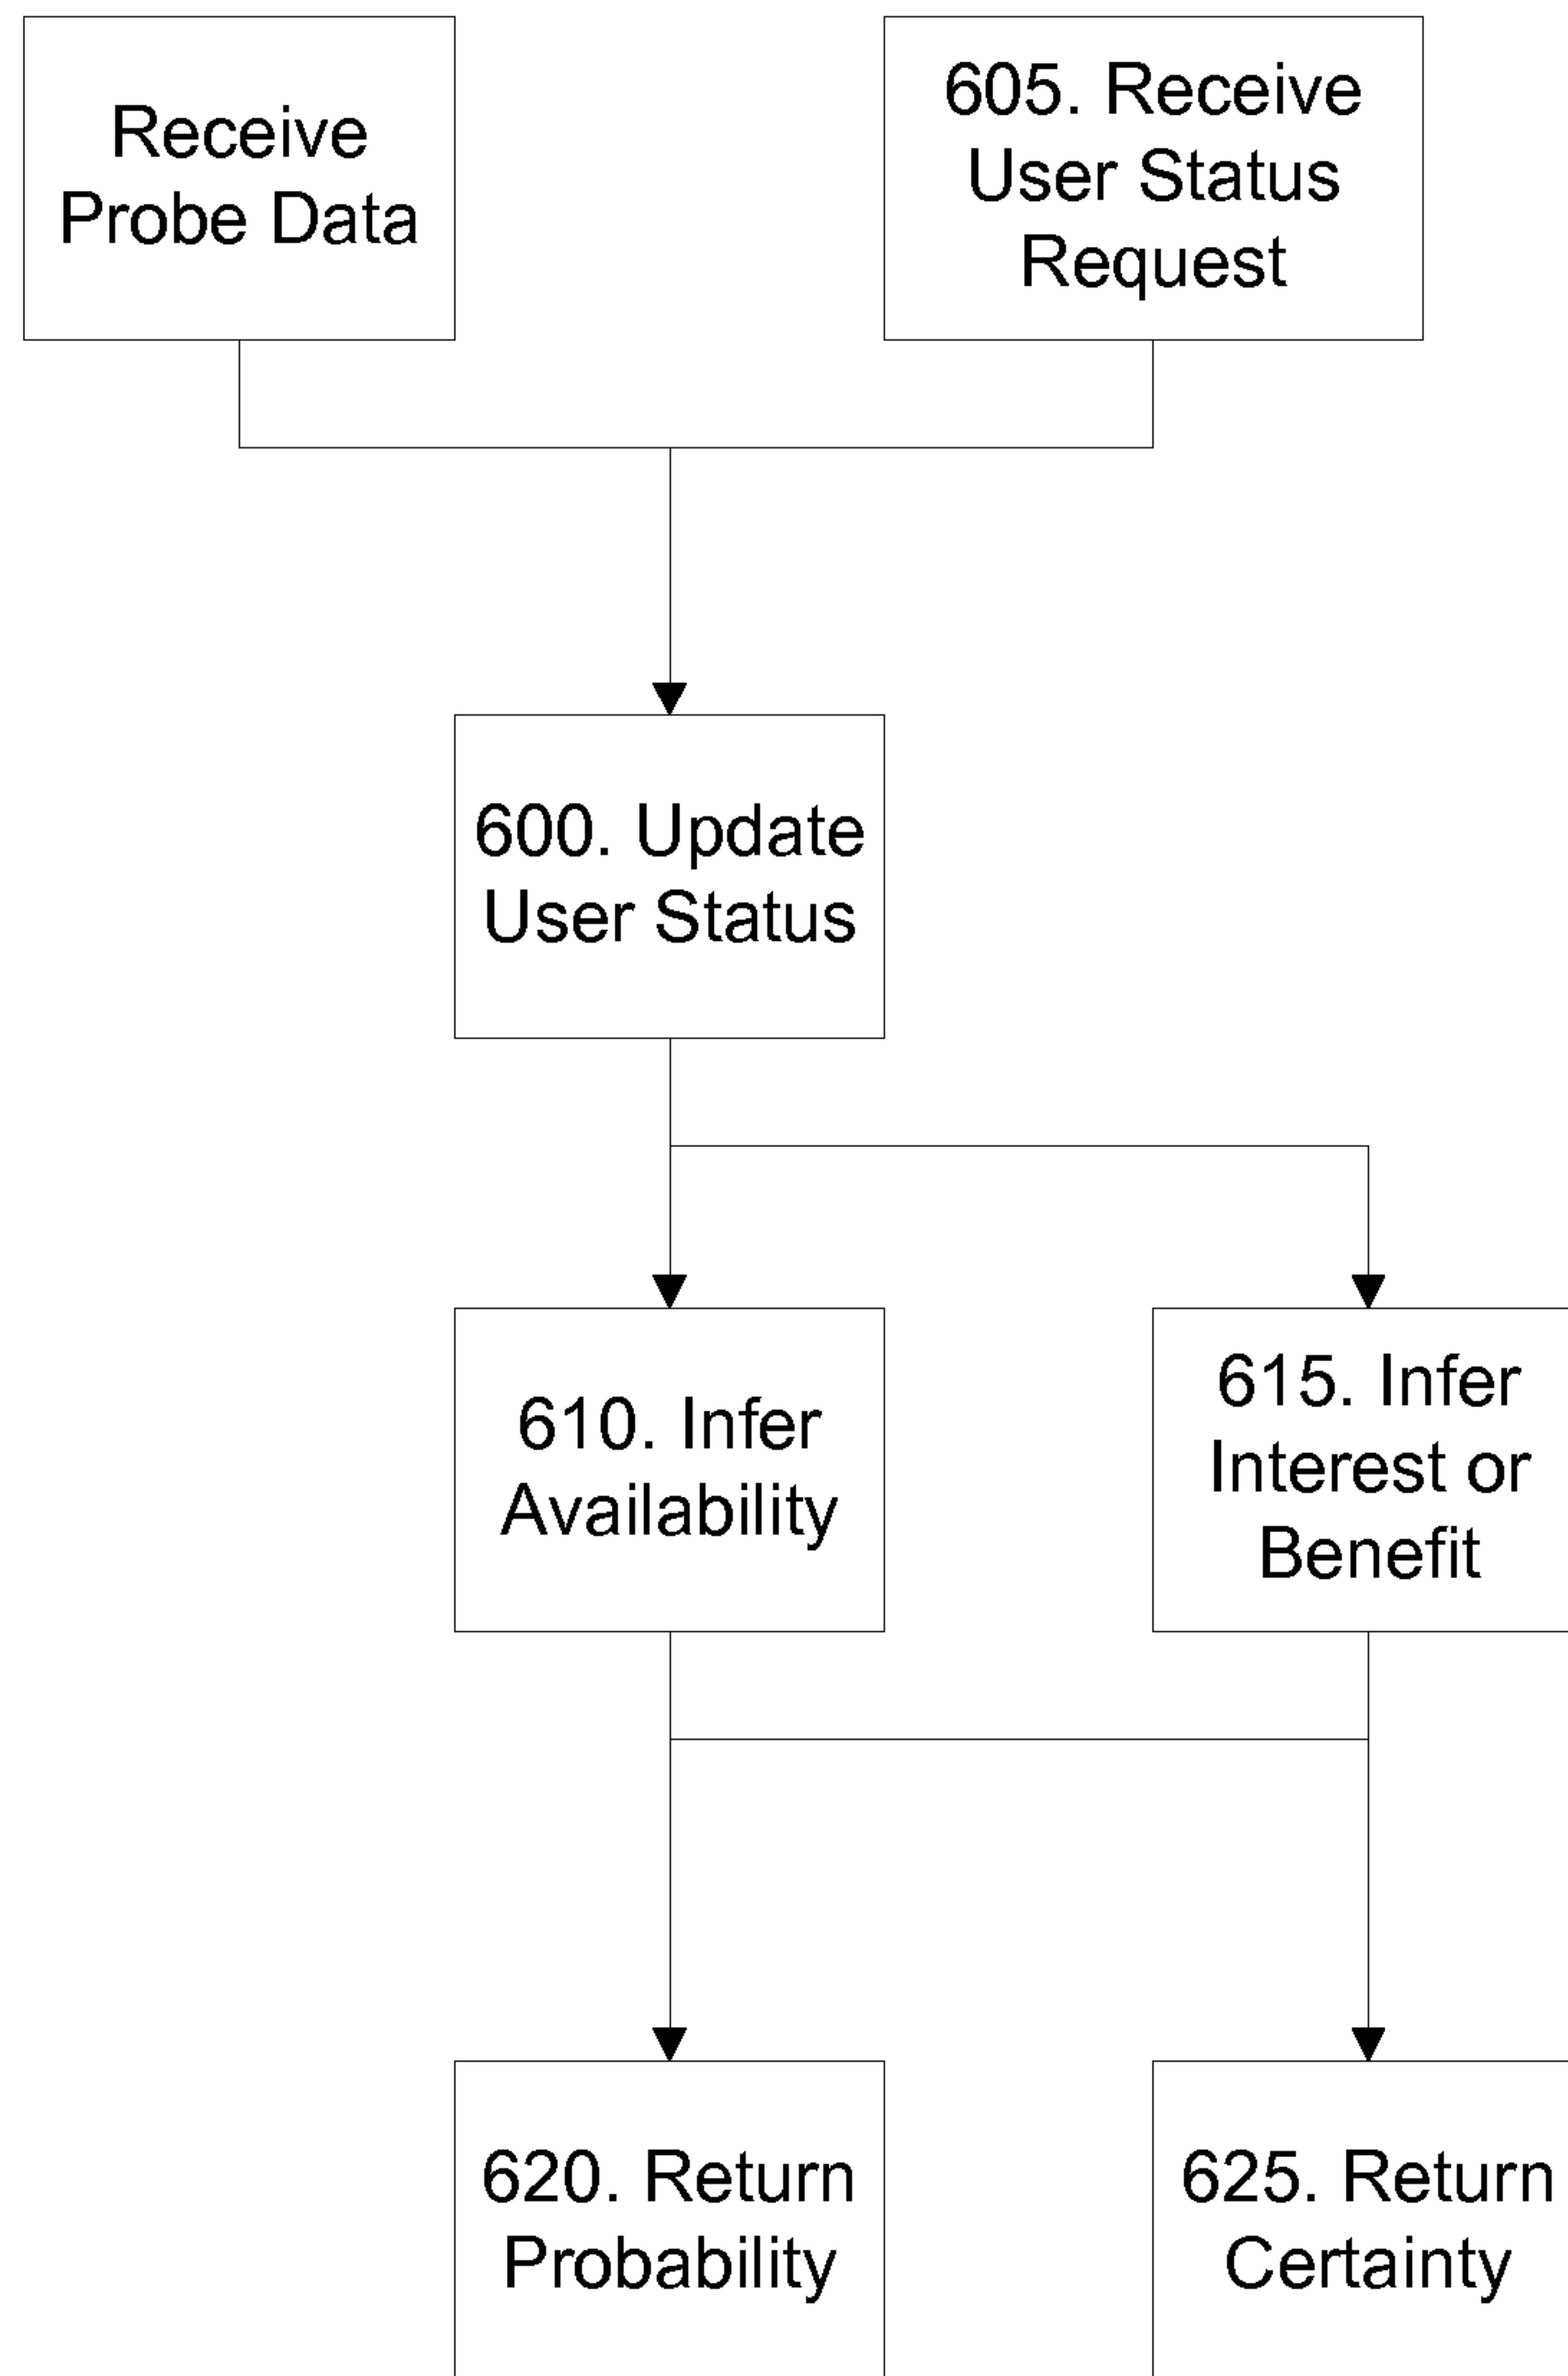 Receive
Probe Data
605. Receive
User Status
Request
600. Update
User Status
610. Infer
Availability
615. Infer
Interest or
Benefit
620. Return
Probability
625. Return
Certainty